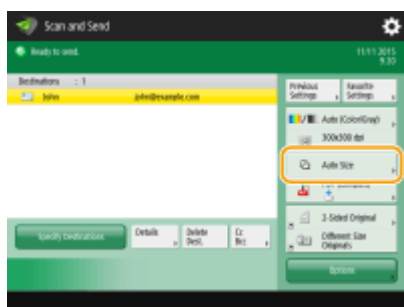 Scan and Send
Ready to send.
11/11 2015
9:30
Destinations : 1
John john@example.com
Previous Settings
Favorite Settings
Auto (Color/Gray)
300x300 dpi
Auto Size
2-Sided Original
Different Size Originals
Specify Destinations
Details
Delete Dest.
Cc Bcc
Options